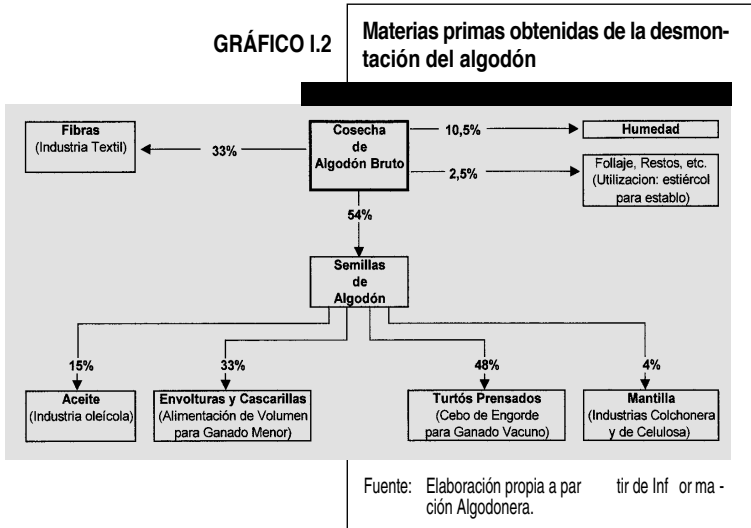 GRÁFICO I.2
Materias primas obtenidas de la desmon-
tación del algodón
Fibras
(Industria Textil)
33%
Cosecha
de
Algodón Bruto
10,5%
Humedad
2,5%
Follaje, Restos, etc.
(Utilizacion: estiércol
para establo)
54%
Semillas
de
Algodón
15%
33%
48%
4%
Aceite
(Industria oleícola)
Envolturas y Cascarillas
(Alimentación de Volumen
para Ganado Menor)
Turtós Prensados
(Cebo de Engorde
para Ganado Vacuno)
Mantilla
(Industrias Colchonera
y de Celulosa)
Fuente: Elaboración propia a par tir de Inf or ma -
ción Algodonera.